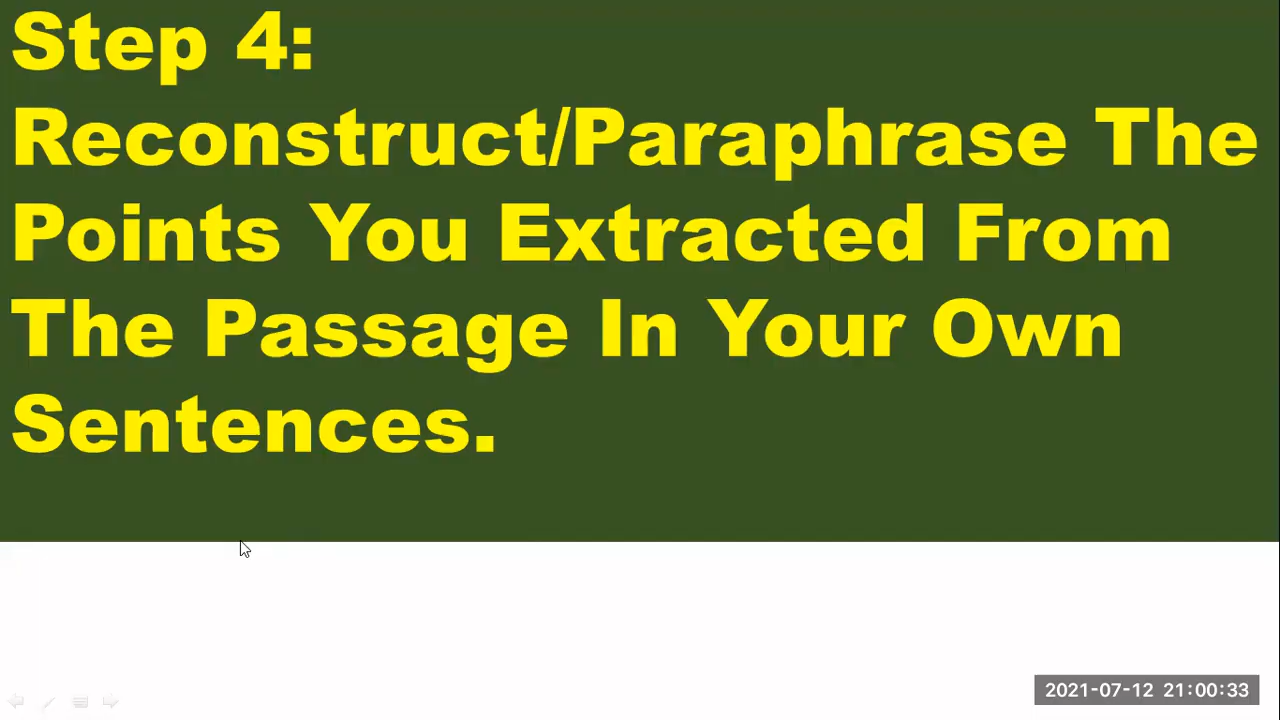 Step 4:
Reconstruct/Paraphrase The
Points You Extracted From
The Passage In Your Own
Sentences.
2021-07-12 21:00:33